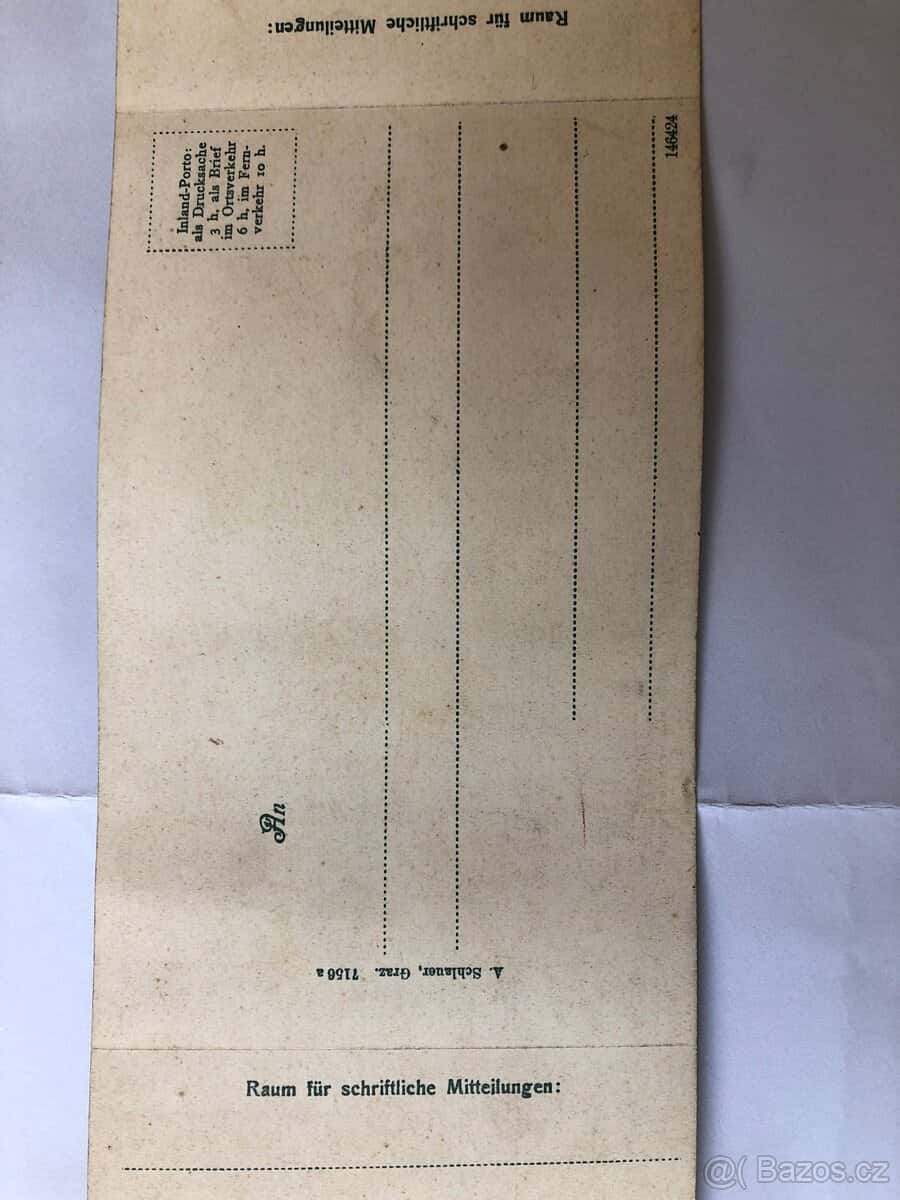 Raum für schriftliche Mitteilungen:
Inland-Porto:
als Drucksache
3 h, als Brief
im Ortsverkehr
6 h, im Fern-
verkehr 10 h.
146424
An
A. Schlauer, Graz. 7156 a
Raum für schriftliche Mitteilungen:
@( Bazos.cz